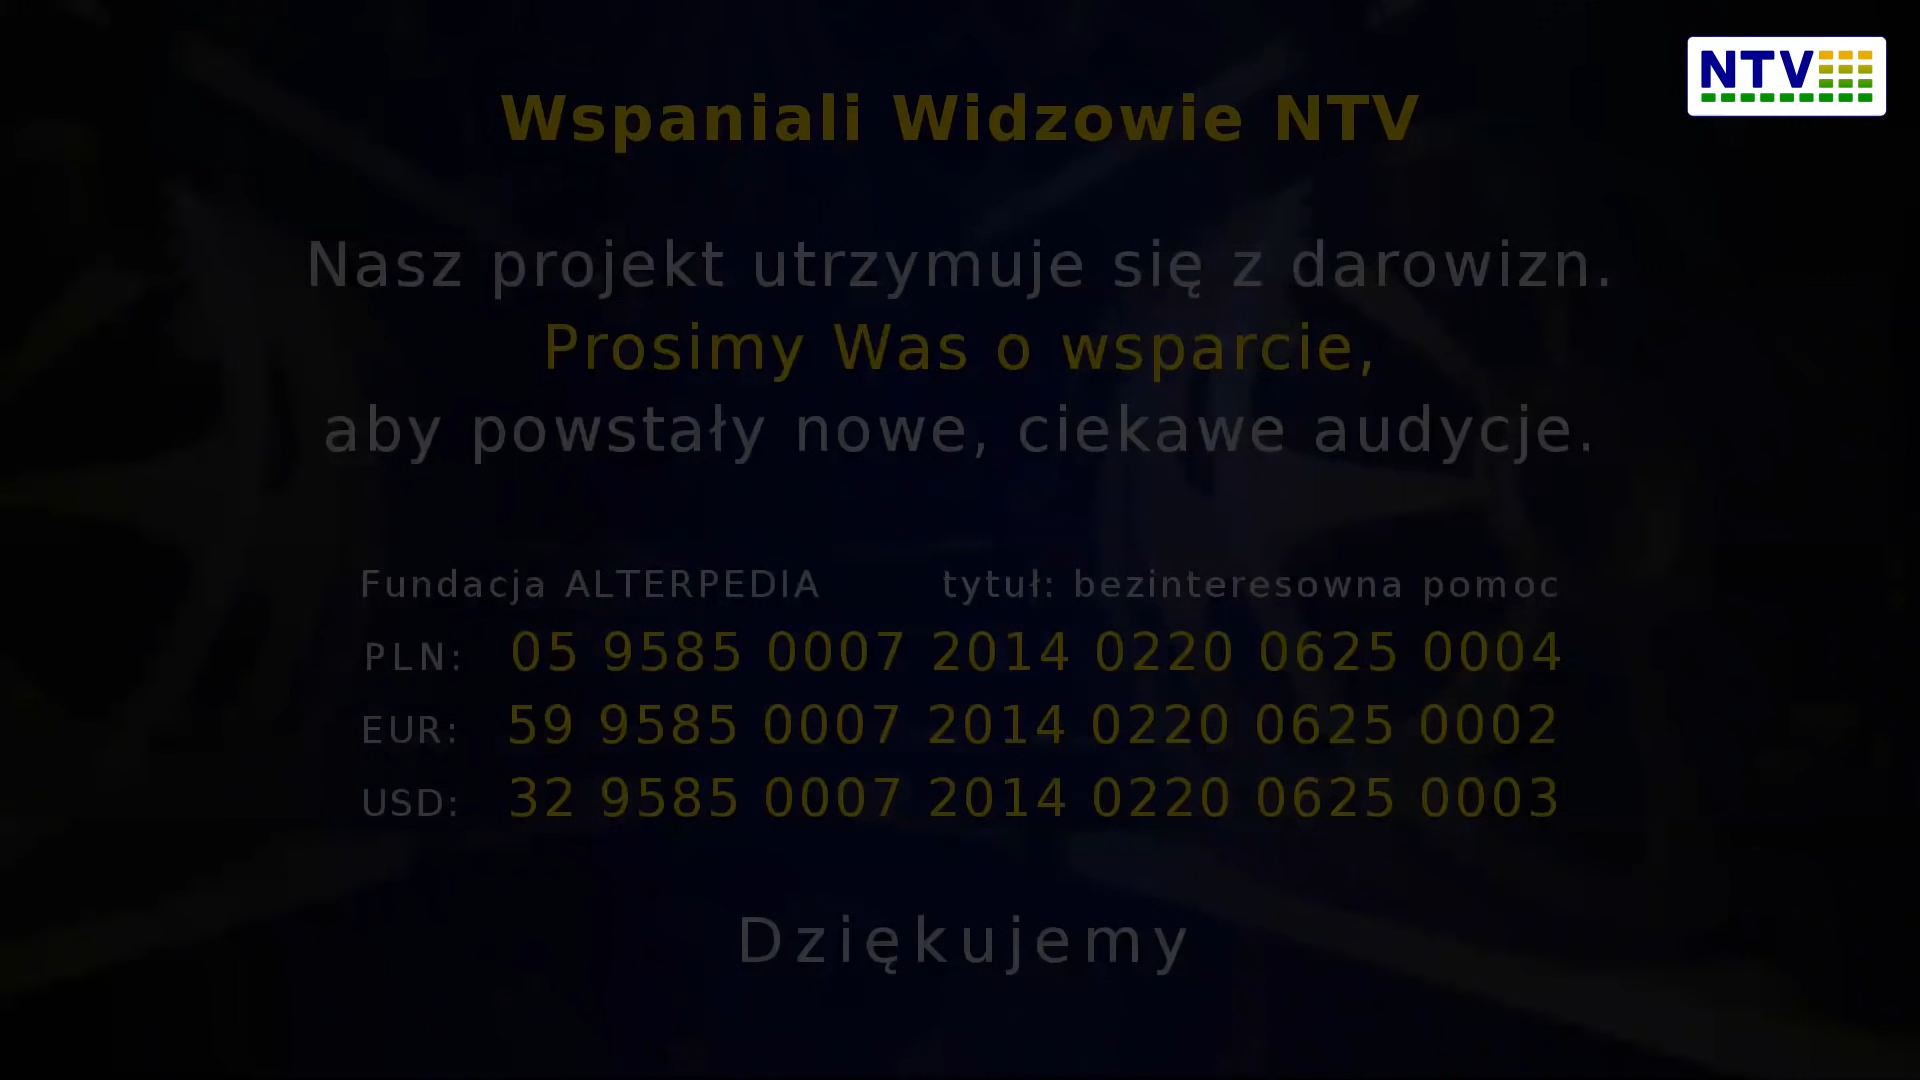 NTV
Wspaniali Widzowie NTV
Nasz projekt utrzymuje się z darowizn.
Prosimy Was o wsparcie,
aby powstały nowe, ciekawe audycje.
Fundacja ALTERPEDIA tytuł: bezinteresowna pomoc
PLN: 05 9585 0007 2014 0220 0625 0004
EUR: 59 9585 0007 2014 0220 0625 0002
USD: 32 9585 0007 2014 0220 0625 0003
Dziękujemy